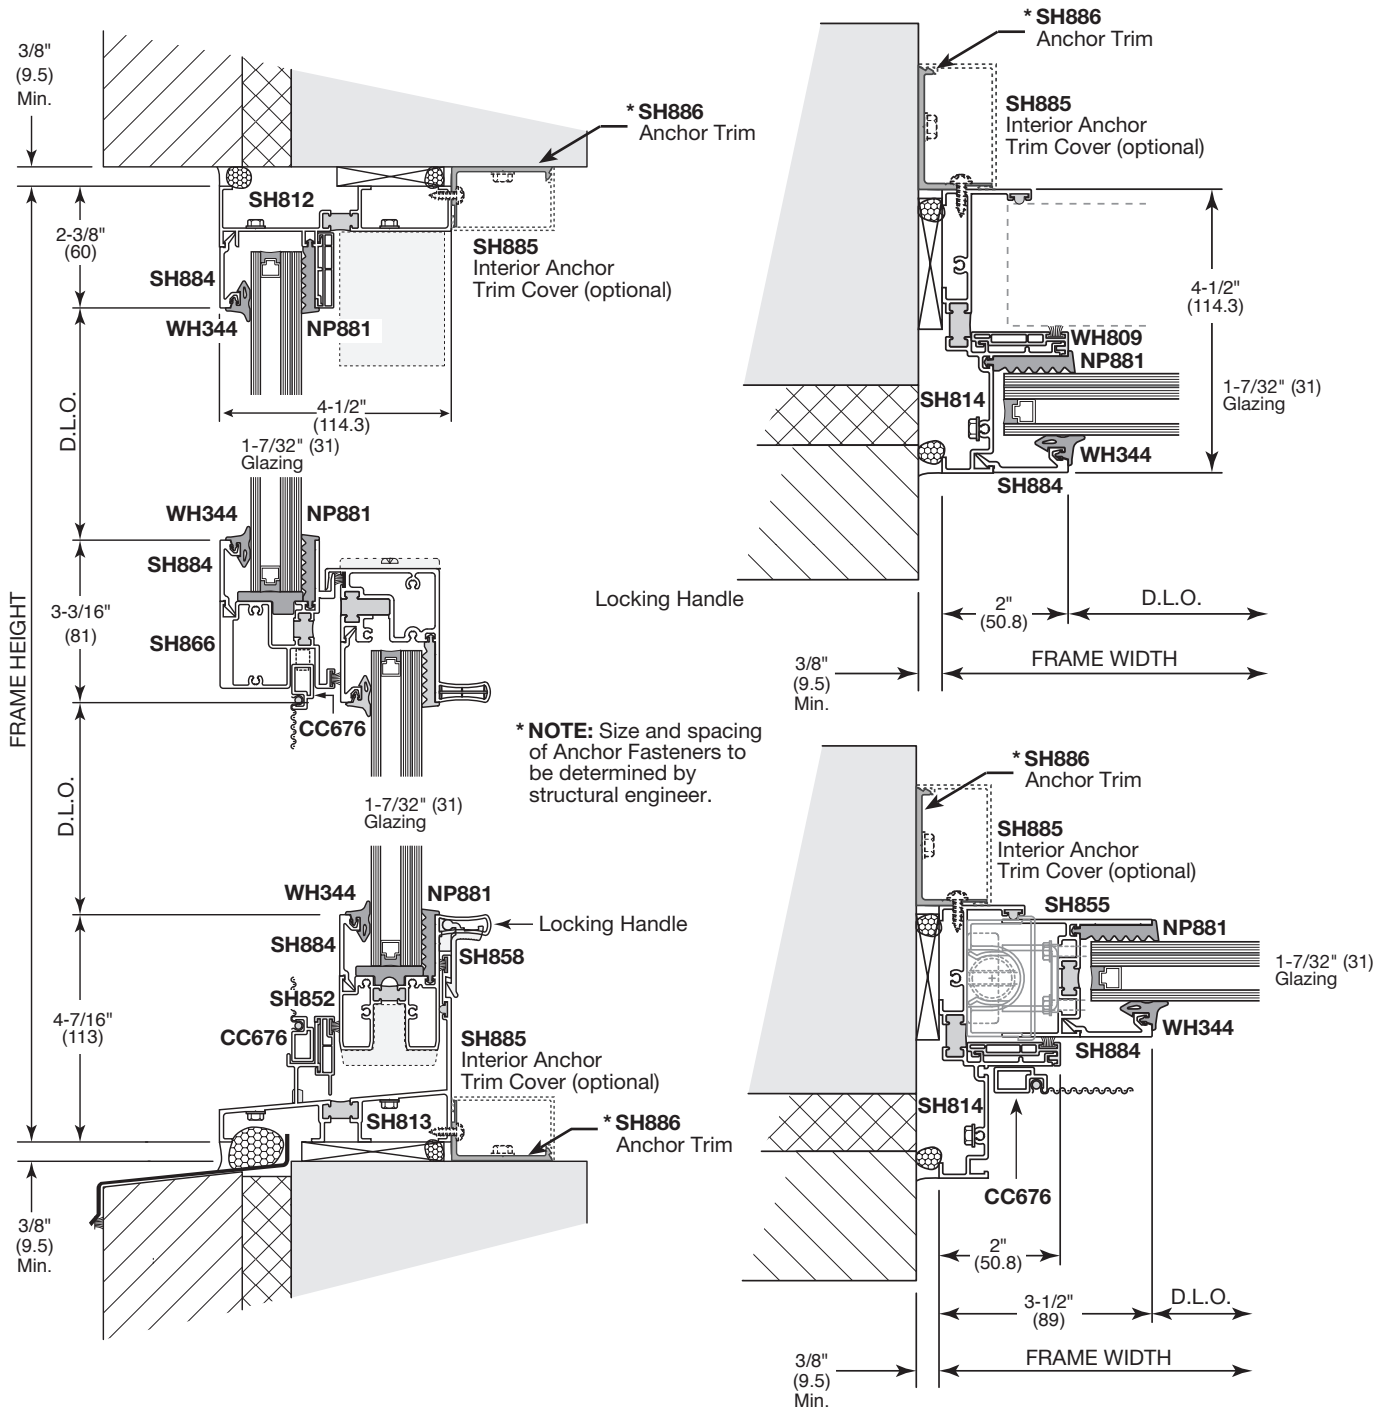 3/8"
(9.5)
Min.
* SH886
Anchor Trim
SH812
2-3/8"
(60)
SH884
SH885
Interior Anchor
Trim Cover (optional)
WH344
NP881
D.L.O.
4-1/2"
(114.3)
1-7/32" (31)
Glazing
WH344
NP881
SH884
3-3/16"
(81)
SH866
FRAME HEIGHT
Locking Handle
CC676
* NOTE: Size and spacing
of Anchor Fasteners to
be determined by
structural engineer.
D.L.O.
1-7/32" (31)
Glazing
WH344
NP881
Locking Handle
SH884
SH858
SH852
4-7/16"
(113)
CC676
SH885
Interior Anchor
Trim Cover (optional)
SH813
* SH886
Anchor Trim
3/8"
(9.5)
Min.
* SH886
Anchor Trim
SH885
Interior Anchor
Trim Cover (optional)
4-1/2"
(114.3)
WH809
NP881
1-7/32" (31)
Glazing
SH814
WH344
SH884
2"
(50.8)
D.L.O.
3/8"
(9.5)
Min.
FRAME WIDTH
* SH886
Anchor Trim
SH885
Interior Anchor
Trim Cover (optional)
SH855
NP881
1-7/32" (31)
Glazing
WH344
SH884
SH814
CC676
2"
(50.8)
3-1/2"
(89)
D.L.O.
3/8"
(9.5)
Min.
FRAME WIDTH